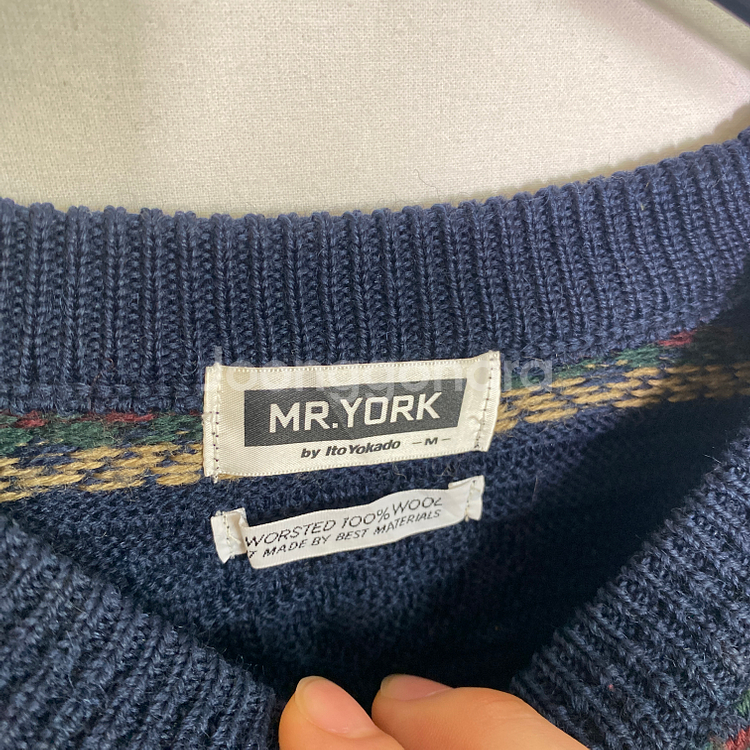 MR.YORK
by Ito Yokado -M-
WORSTED 100% WOOL
T MADE BY BEST MATERIALS